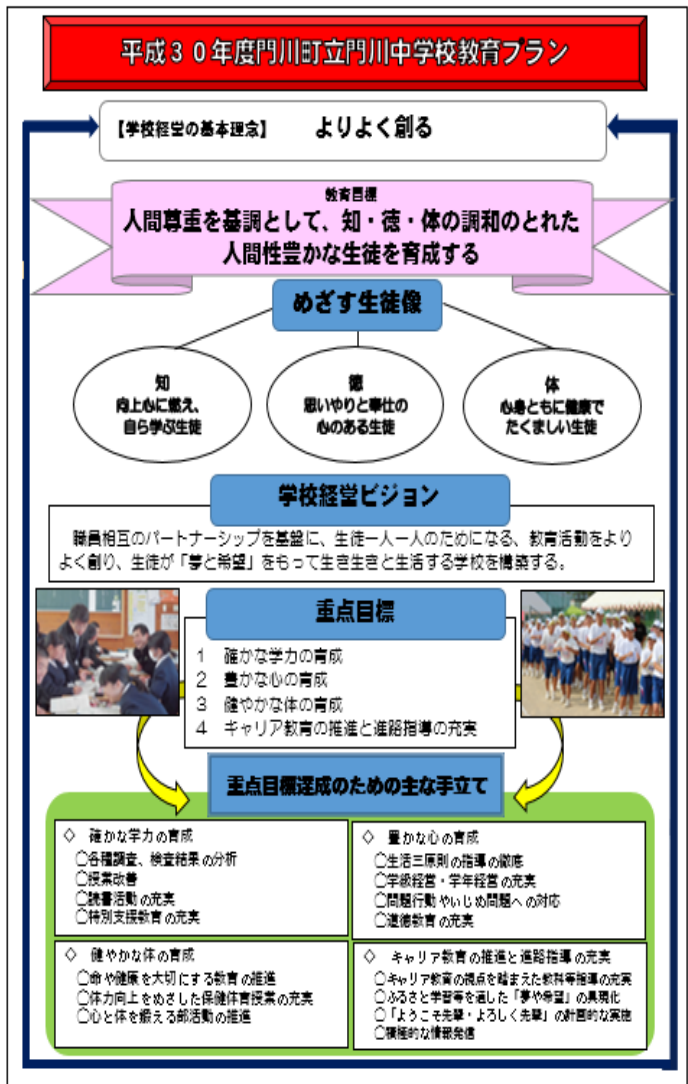 平成30年度門川町立門川中学校教育プラン
【学校経営の基本理念】　よりよく創る
教育目標
人間尊重を基調として、知・徳・体の調和のとれた
人間性豊かな生徒を育成する
めざす生徒像
知
向上心に燃え、
自ら学ぶ生徒
徳
思いやりと奉仕の
心のある生徒
体
心身ともに健康で
たくましい生徒
学校経営ビジョン
職員相互のパートナーシップを基盤に、生徒一人一人のためになる、教育活動をより
よく創り、生徒が「夢と希望」をもって生き生きと生活する学校を構築する。
重点目標
1　確かな学力の育成
2　豊かな心の育成
3　健やかな体の育成
4　キャリア教育の推進と進路指導の充実
重点目標達成のための主な手立て
◇　確かな学力の育成
○各種調査、検査結果の分析
○授業改善
○読書活動の充実
○特別支援教育の充実
◇　豊かな心の育成
○生活三原則の指導の徹底
○学級経営・学年経営の充実
○問題行動やいじめ問題への対応
○道徳教育の充実
◇　健やかな体の育成
○命や健康を大切にする教育の推進
○体力向上をめざした保健体育授業の充実
○心と体を鍛える部活動の推進
◇　キャリア教育の推進と進路指導の充実
○キャリア教育の視点を踏まえた教科等指導の充実
○ふるさと学習等を通した「夢や希望」の具現化
○「ようこそ先輩・よろしく先輩」の計画的な実施
○積極的な情報発信